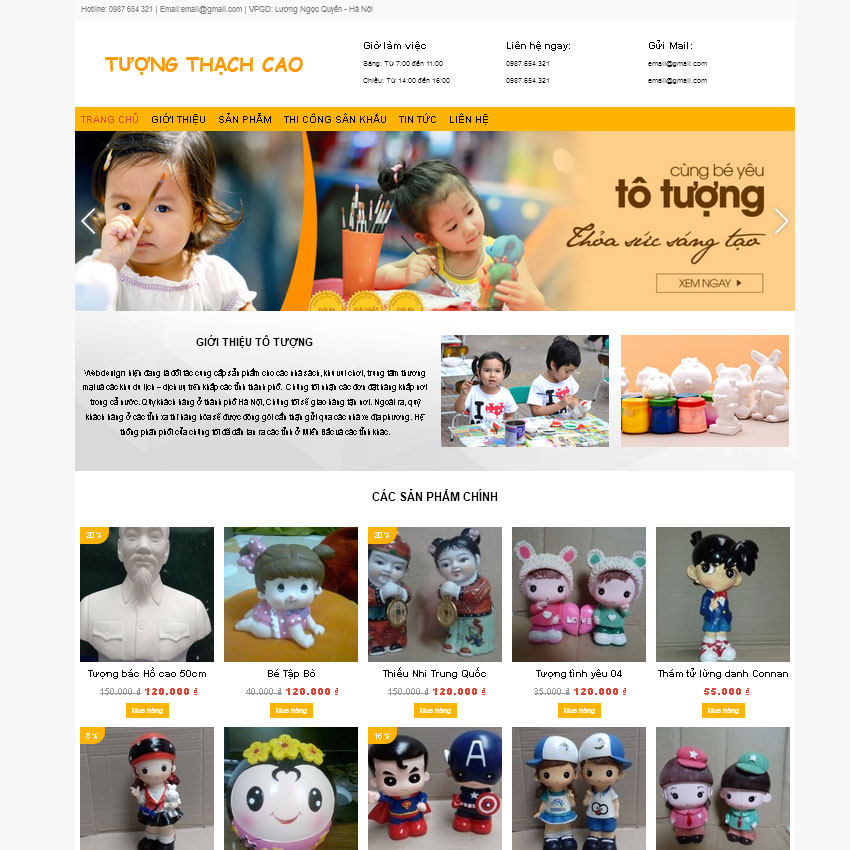 Hotline: 0987 654 321 | Email:email@gmail.com | VPGD: Lương Ngọc Quyến - Hà Nội
TƯỢNG THẠCH CAO
Giờ làm việc
Sáng: Từ 7:00 đến 11:00
Chiều: Từ 14:00 đến 16:00
Liên hệ ngay:
0987.654.321
0987.654.321
Gửi Mail:
email@gmail.com
email@gmail.com
TRANG CHỦ GIỚI THIỆU SẢN PHẨM THI CÔNG SÂN KHẤU TIN TỨC LIÊN HỆ
cùng bé yêu
tô tượng
Thỏa sức sáng tạo
XEM NGAY
GIỚI THIỆU TÔ TƯỢNG
Webdesign hiện đang là đối tác cung cấp sản phẩm cho các nhà sách, khu vui chơi, trung tâm thương
mại và các khu du lịch – dịch vụ trên khắp các tỉnh thành phố. Chúng tôi nhận các đơn đặt hàng khắp nơi
trong cả nước. Quý khách hàng ở thành phố Hà Nội, Chúng tôi sẽ giao hàng tận nơi. Ngoài ra, quý
khách hàng ở các tỉnh xa thì hàng hóa sẽ được đóng gói cẩn thận gửi qua các nhà xe địa phương. Hệ
thống phân phối của chúng tôi đã dần lan ra các tỉnh ở Miền Bắc và các tỉnh khác.
CÁC SẢN PHẨM CHÍNH
20%
20%
LOVE
Tượng bác Hồ cao 50cm
150.000 ₫ 120.000 ₫
Mua hàng
Bé Tập Bò
40.000 ₫ 120.000 ₫
Mua hàng
Thiếu Nhi Trung Quốc
150.000 ₫ 120.000 ₫
Mua hàng
Tượng tình yêu 04
35.000 ₫ 120.000 ₫
Mua hàng
Thám tử lừng danh Connan
55.000 ₫
Mua hàng
8%
16%
A